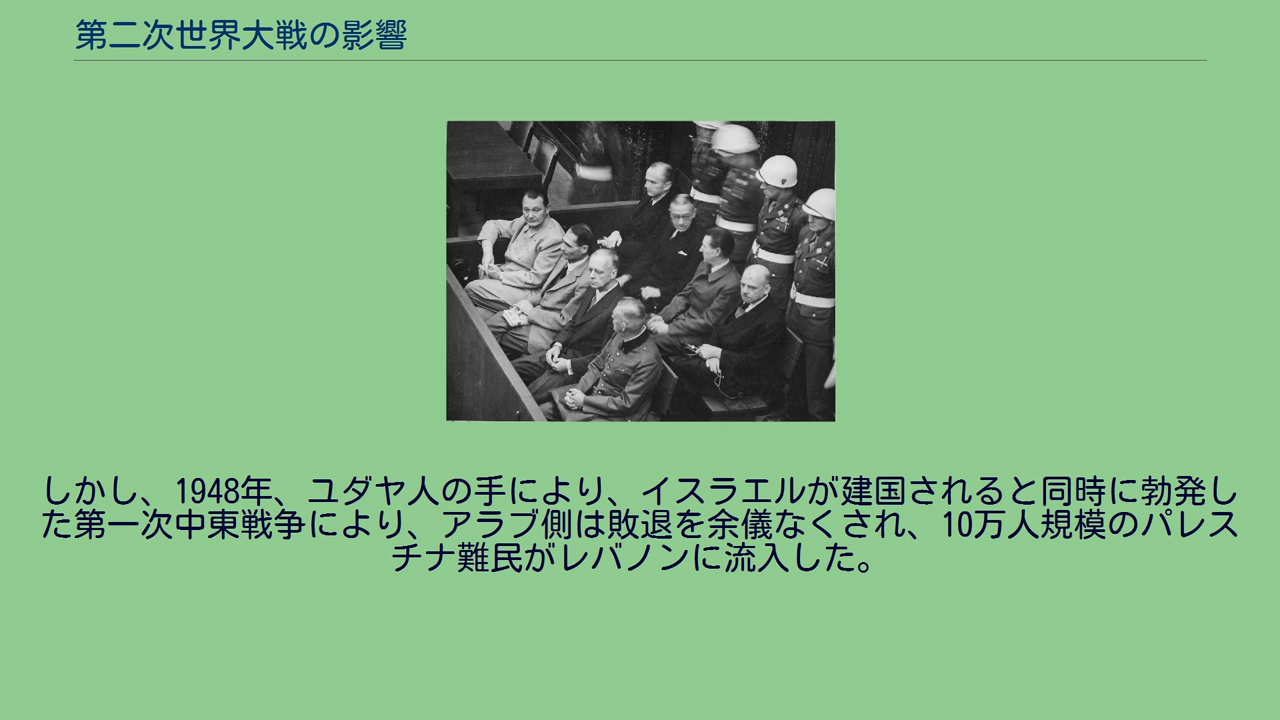 第二次世界大戦の影響
しかし、1948年、ユダヤ人の手により、イスラエルが建国されると同時に勃発し
た第一次中東戦争により、アラブ側は敗退を余儀なくされ、10万人規模のパレス
チナ難民がレバノンに流入した。